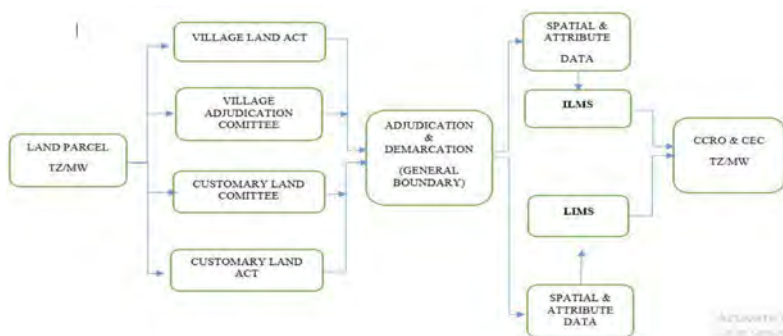 LAND PARCEL
TZ/MW
VILLAGE LAND ACT
VILLAGE
ADJUDICATION
COMITTEE
CUSTOMARY LAND
COMITTEE
CUSTOMARY LAND
ACT
ADJUDICATION
&
DEMARCATION
(GENERAL
BOUNDARY)
SPATIAL &
ATTRIBUTE
DATA
ILMS
LIMS
SPATIAL &
ATTRIBUTE
DATA
CCRO & CEC
TZ/MW